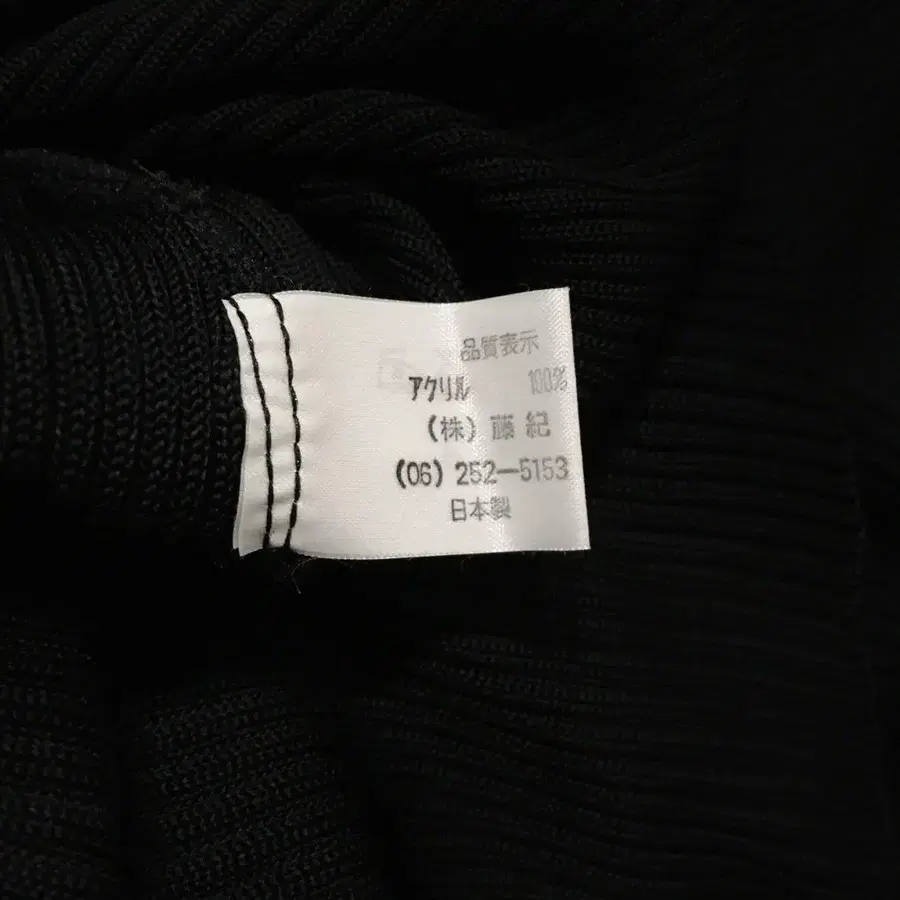 品質表示
アクリル 100%
(株) 藤紀
(06) 252-5153
日本製